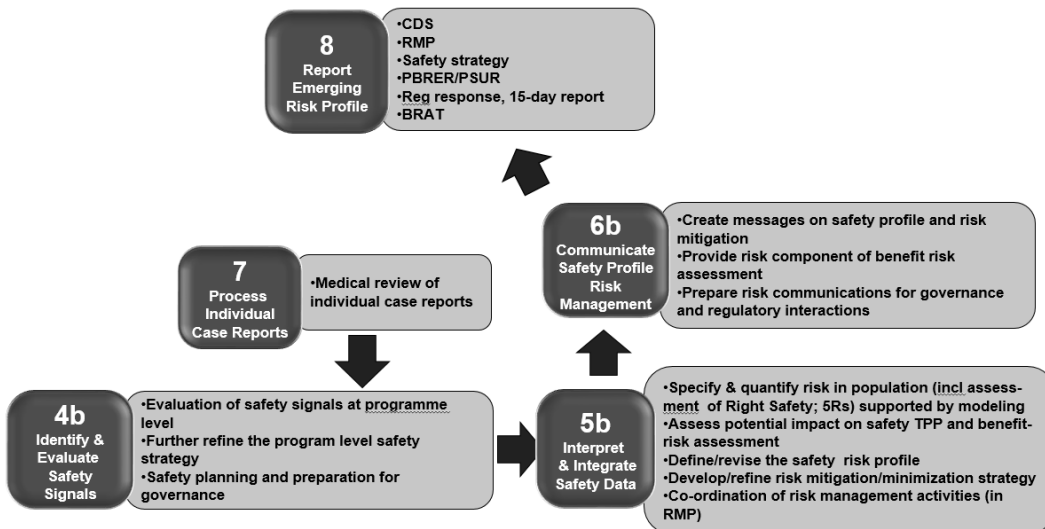 8
Report
Emerging
Risk Profile
•CDS
•RMP
•Safety strategy
•PBRER/PSUR
•Reg response, 15-day report
•BRAT
6b
Communicate
Safety Profile
Risk
Management
•Create messages on safety profile and risk
mitigation
•Provide risk component of benefit risk
assessment
•Prepare risk communications for governance
and regulatory interactions
7
Process
Individual
Case Reports
•Medical review of
individual case reports
4b
Identify &
Evaluate
Safety
Signals
•Evaluation of safety signals at programme
level
•Further refine the program level safety
strategy
•Safety planning and preparation for
governance
5b
Interpret
& Integrate
Safety Data
•Specify & quantify risk in population (incl assess-
ment of Right Safety; 5Rs) supported by modeling
•Assess potential impact on safety TPP and benefit-
risk assessment
•Define/revise the safety risk profile
•Develop/refine risk mitigation/minimization strategy
•Co-ordination of risk management activities (in
RMP)